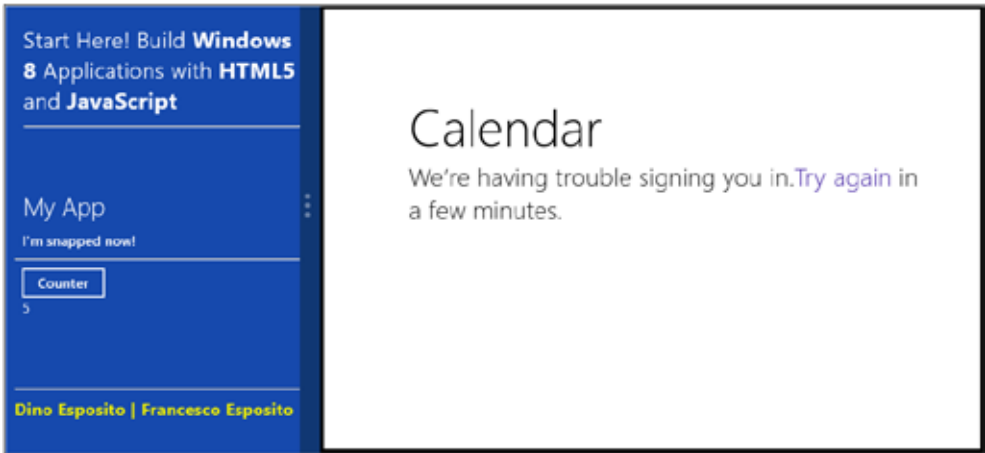 Start Here! Build Windows
8 Applications with HTML5
and JavaScript
My App
I'm snapped now!
Counter
5
Dino Esposito | Francesco Esposito
Calendar
We're having trouble signing you in.Try again in
a few minutes.